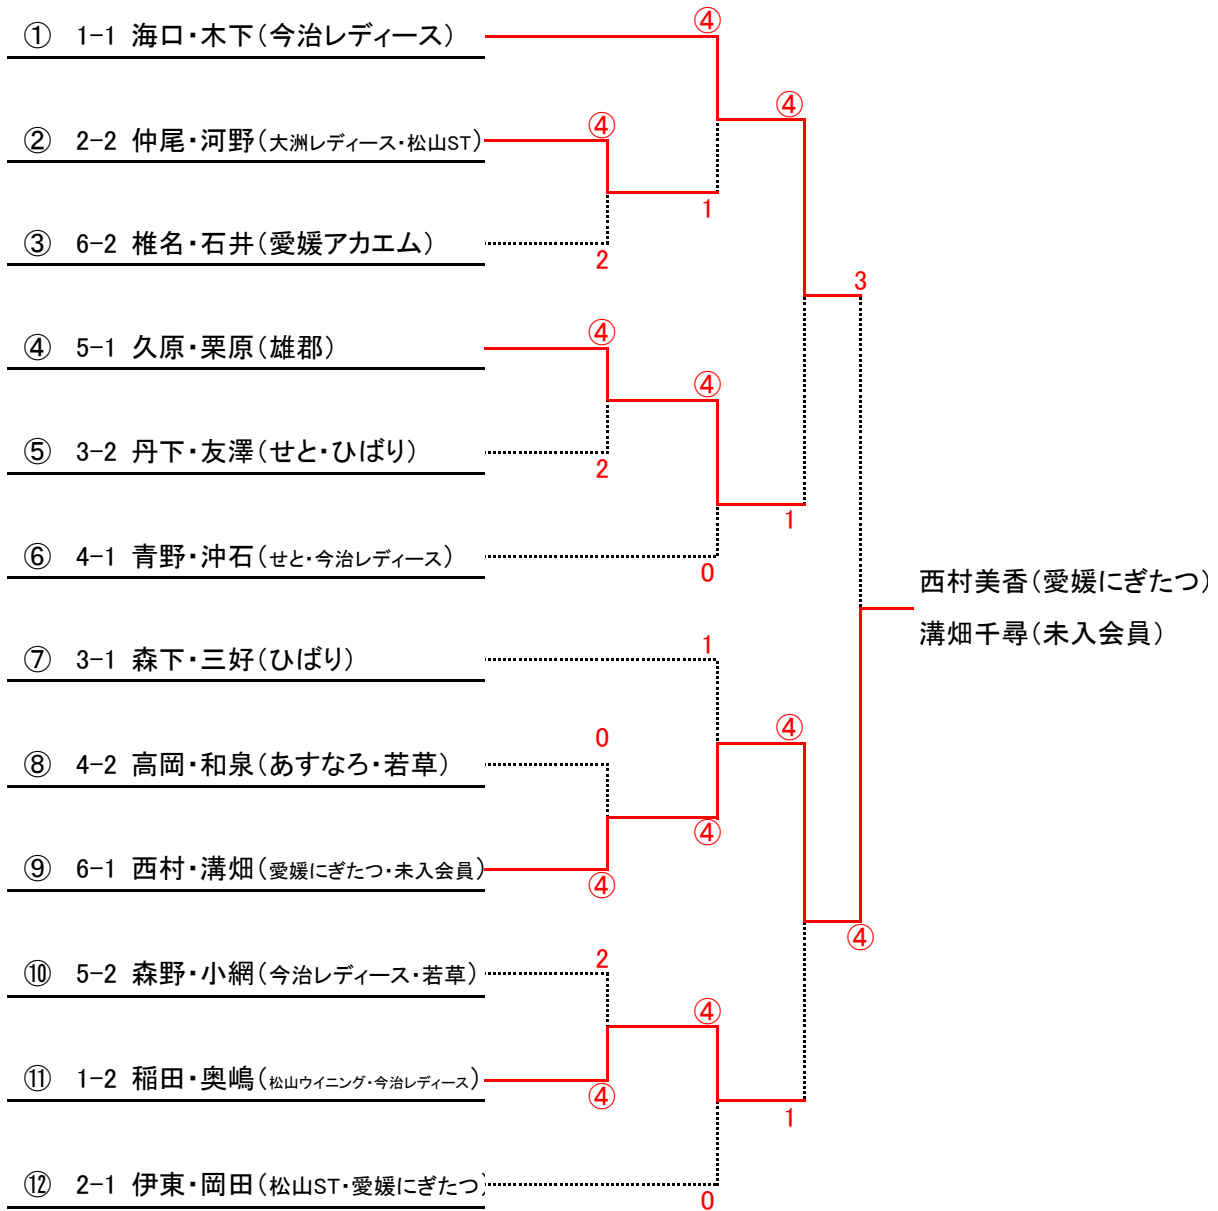 ④
① 1-1 海口・木下(今治レディース)
④
④
② 2-2 仲尾・河野(大洲レディース・松山ST)
1
③ 6-2 椎名・石井(愛媛アカエム)
2
3
④
④ 5-1 久原・栗原(雄郡)
④
⑤ 3-2 丹下・友澤(せと・ひばり)
2
1
⑥ 4-1 青野・沖石(せと・今治レディース)
0
西村美香(愛媛にぎたつ)
溝畑千尋(未入会員)
1
⑦ 3-1 森下・三好(ひばり)
④
0
⑧ 4-2 高岡・和泉(あすなろ・若草)
④
⑨ 6-1 西村・溝畑(愛媛にぎたつ・未入会員)
④
④
2
⑩ 5-2 森野・小網(今治レディース・若草)
④
⑪ 1-2 稲田・奥嶋(松山ウイニング・今治レディース)
④
1
⑫ 2-1 伊東・岡田(松山ST・愛媛にぎたつ)
0